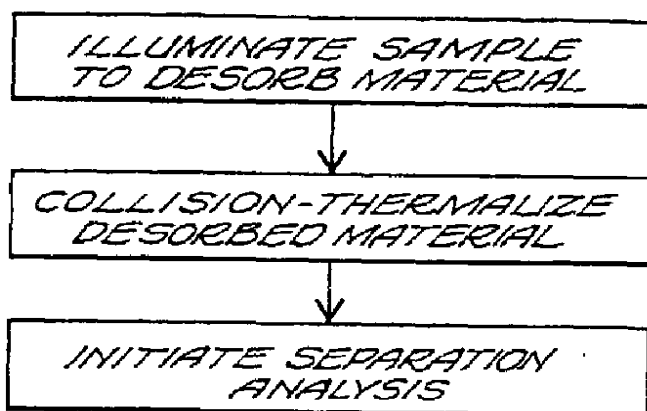 ILLUMINATE SAMPLE
TO DESORB MATERIAL
COLLISION-THERMALIZE
DESORBED MATERIAL
INITIATE SEPARATION
ANALYSIS